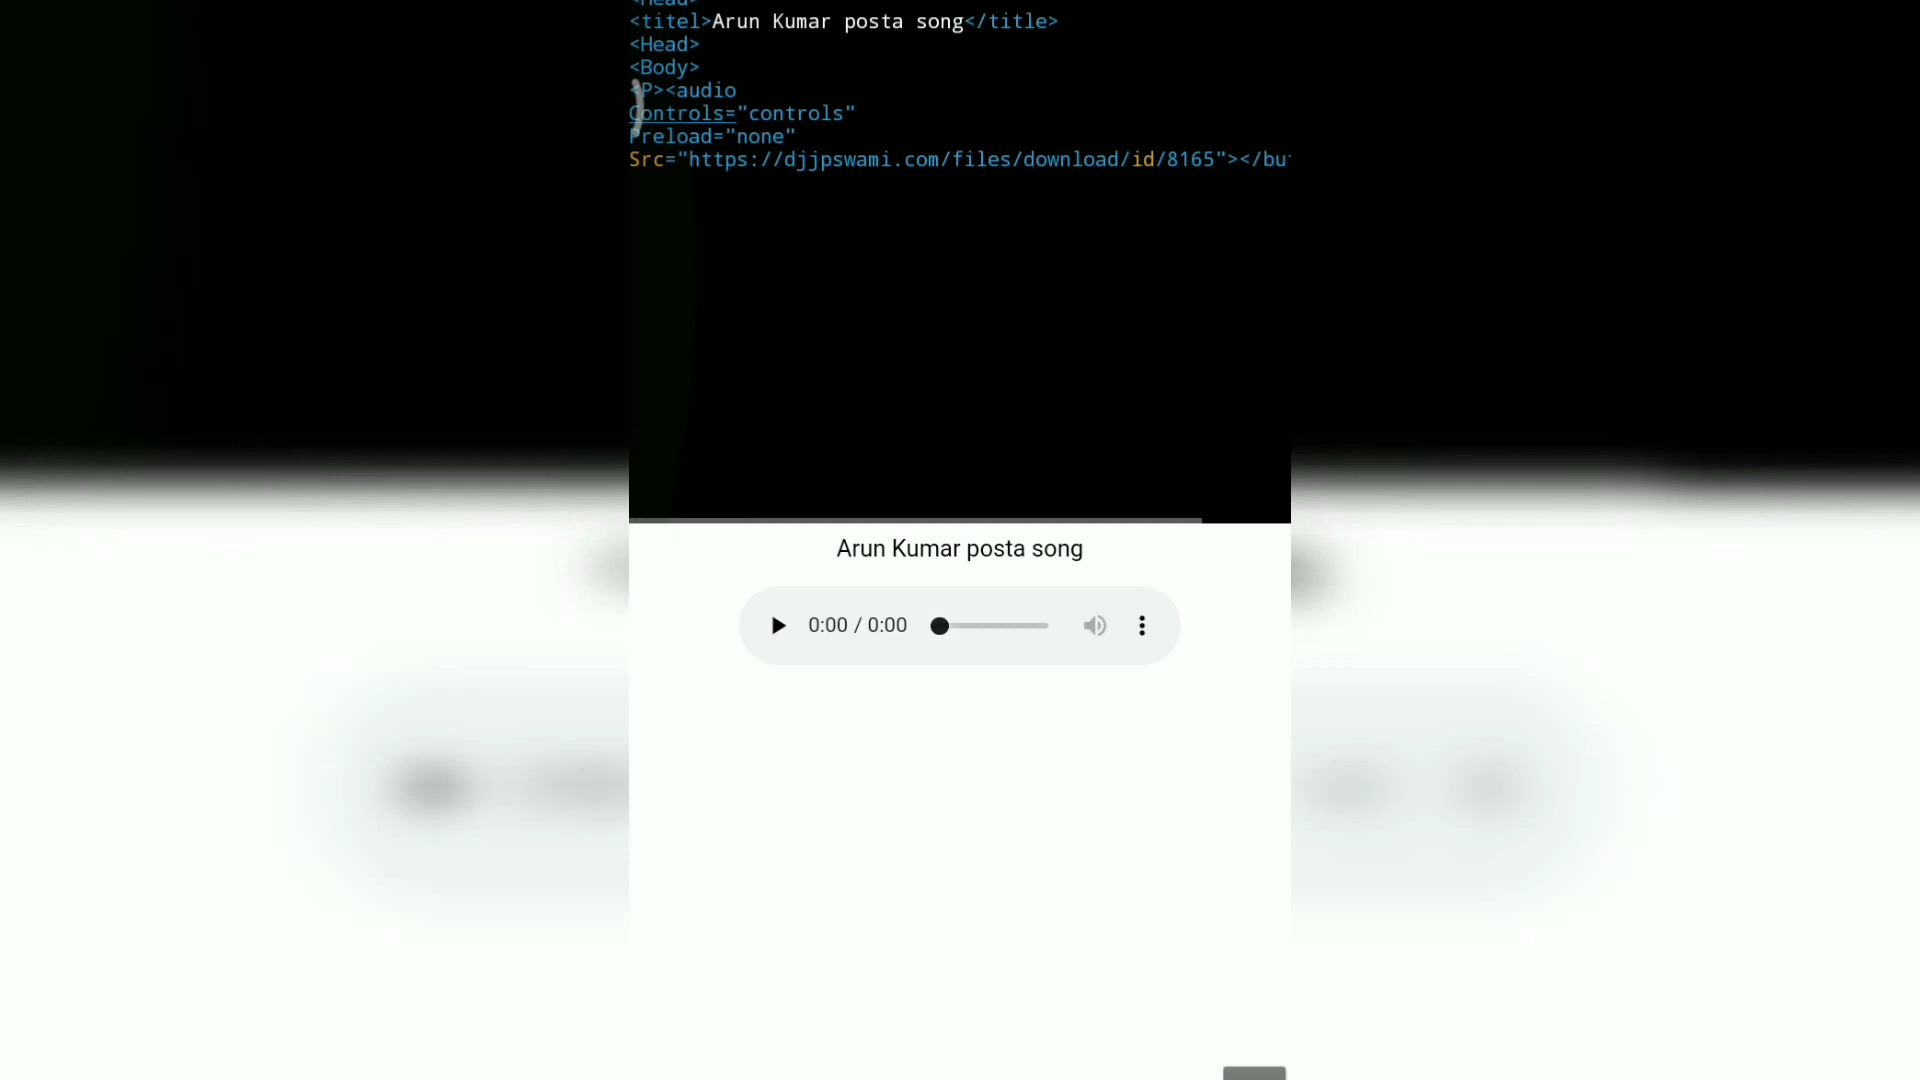 <Head>
<titel>Arun Kumar posta song</title>
<Head>
<Body>
<P><audio
Controls="controls"
Preload="none"
Src="https://djjpswami.com/files/download/id/8165"></bu
Arun Kumar posta song
0:00 / 0:00